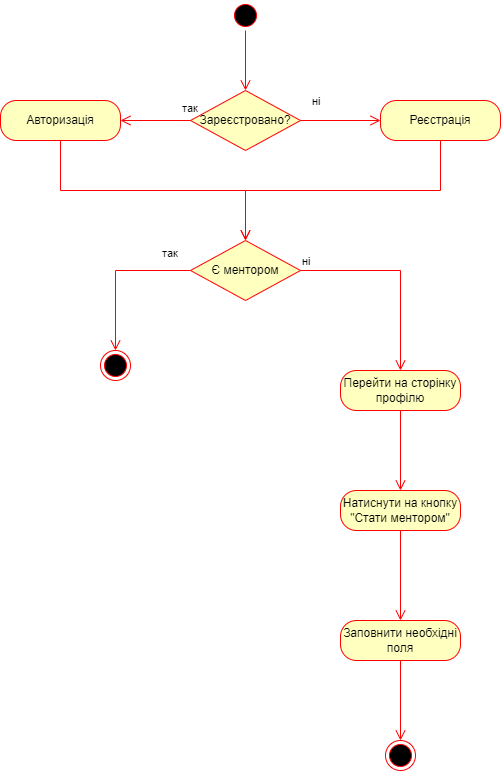 так
ні
Авторизація
Зареєстровано?
Реєстрація
так
ні
Є ментором
Перейти на сторінку
профілю
Натиснути на кнопку
"Стати ментором"
Заповнити необхідні
поля